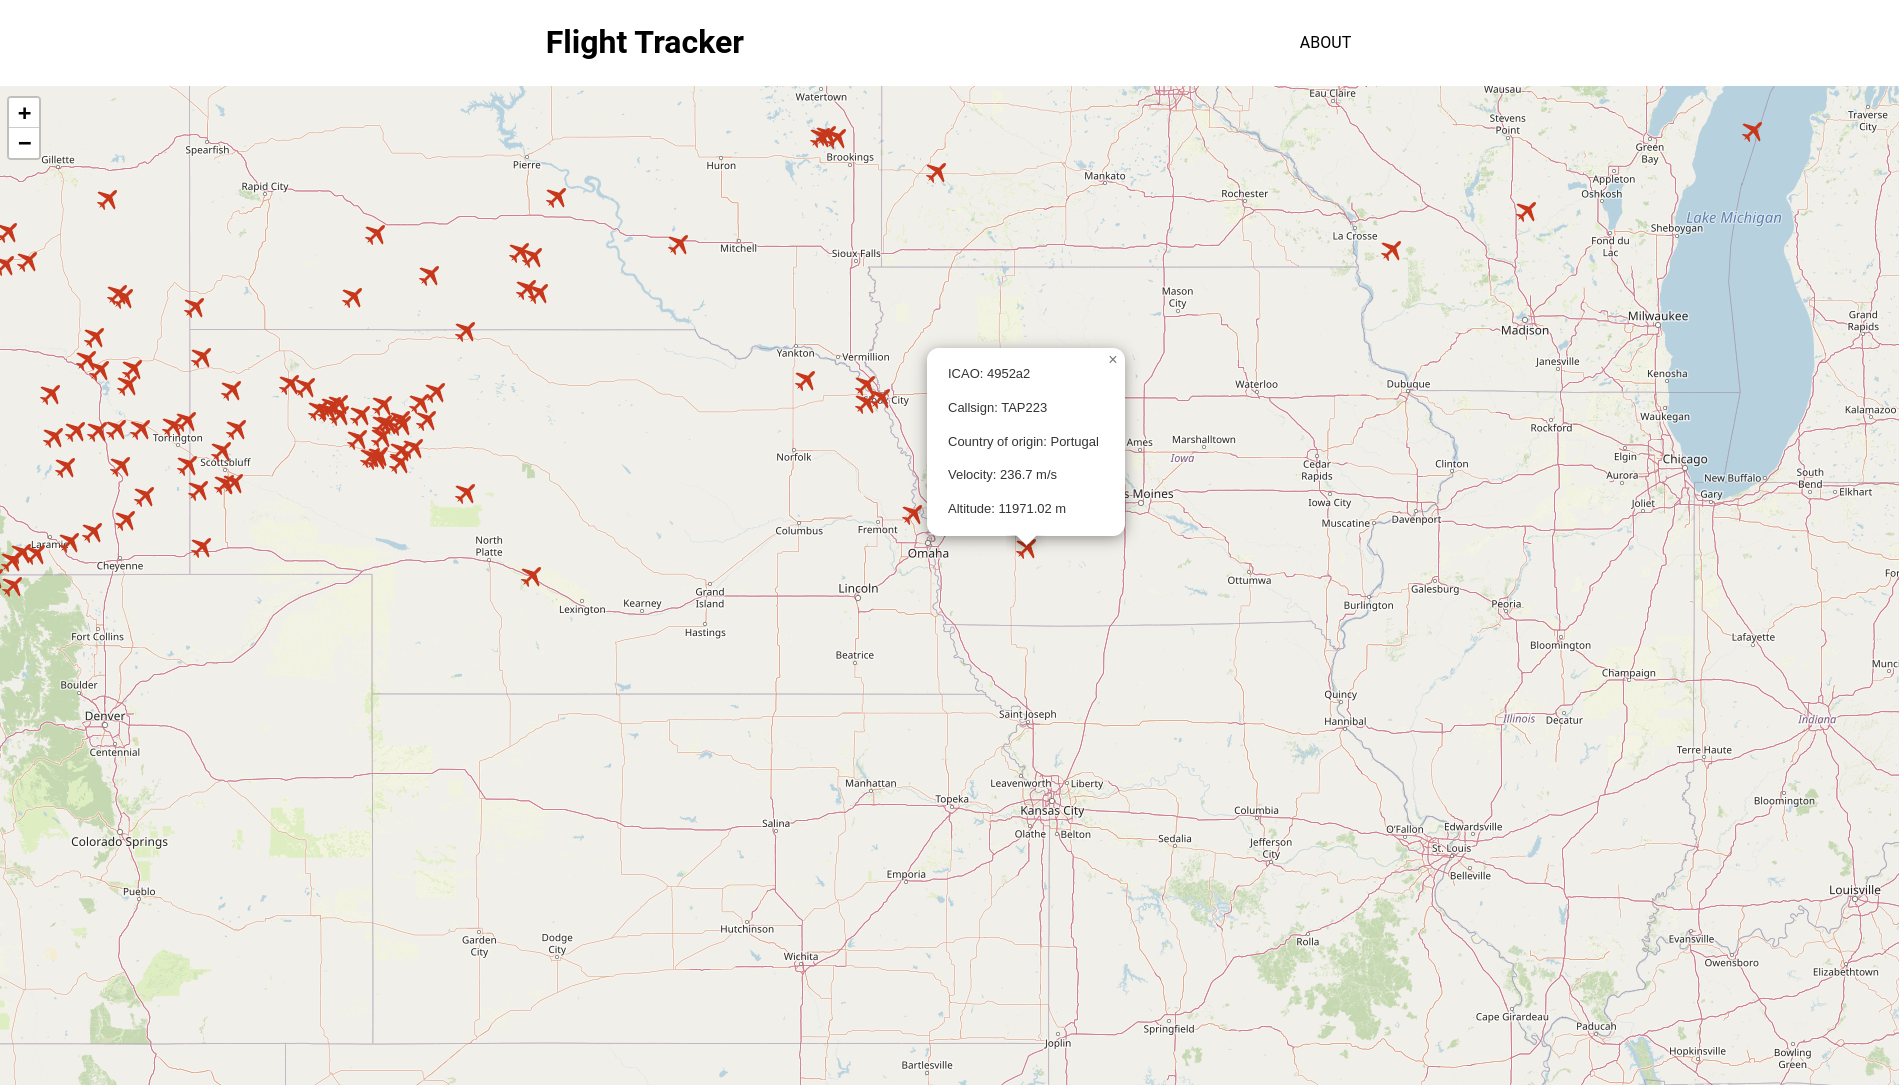 Flight Tracker
ABOUT
+
−
Watertown
Eau Claire
Wausau
Stevens
Point
Traverse
City
Gillette
Spearfish
Pierre
Huron
Brookings
Green
Bay
Rapid City
Mankato
Rochester
Appleton
Oshkosh
Lake Michigan
Mitchell
Sioux Falls
La Crosse
Sheboygan
Fond du
Lac
Mason
City
Madison
Milwaukee
Grand
Rapids
Yankton
Vermillion
Janesville
Kenosha
ICAO: 4952a2
×
Callsign: TAP223
Country of origin: Portugal
Velocity: 236.7 m/s
Altitude: 11971.02 m
City
Waterloo
Dubuque
Waukegan
Kalamazoo
Rockford
Torrington
Scottsbluff
Norfolk
Ames
Marshalltown
Iowa
Cedar
Rapids
Clinton
Elgin
Chicago
Aurora
New Buffalo
South
Bend
Elkhart
Gary
Joliet
s Moines
Iowa City
Muscatine
Davenport
Columbus
Fremont
Omaha
Laramie
Cheyenne
North
Platte
Lexington
Kearney
Grand
Island
Lincoln
Hastings
Ottumwa
Burlington
Galesburg
Peoria
For
Fort Collins
Beatrice
Bloomington
Lafayette
Munci
Boulder
Denver
Centennial
Saint Joseph
Quincy
Hannibal
Champaign
Illinois
Decatur
Indiana
Terre Haute
Manhattan
Leavenworth
Liberty
Topeka
Kansas City
Columbia
Bloomington
Salina
Olathe
Belton
Sedalia
Jefferson
City
O'Fallon
Edwardsville
St. Louis
Belleville
Colorado Springs
Pueblo
Emporia
Louisville
Garden
City
Dodge
City
Hutchinson
Wichita
Rolla
Evansville
Owensboro
Elizabethtown
Cape Girardeau
Paducah
Springfield
Joplin
Bartlesville
Hopkinsville
Bowling
Green